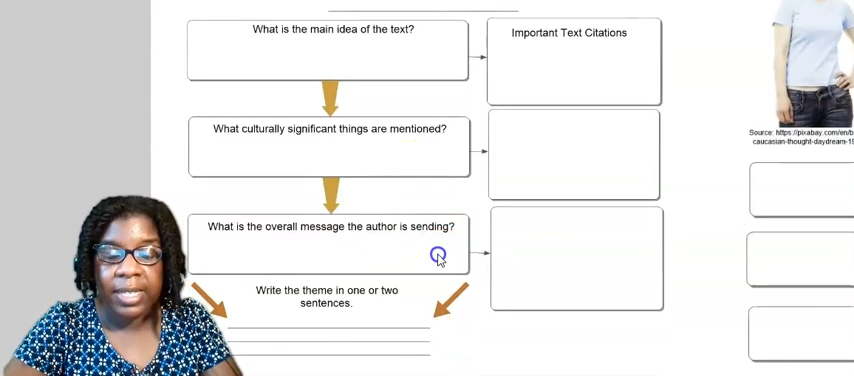 What is the main idea of the text?
Important Text Citations
What culturally significant things are mentioned?
What is the overall message the author is sending?
Write the theme in one or two
sentences.
Source: https://pixabay.com/en/b
caucasian-thought-daydream-19